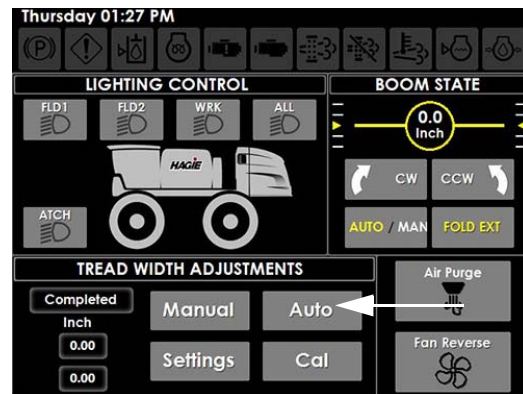 Thursday 01:27 PM
LIGHTING CONTROL
FLD1 FLD2 WRK ALL
HAGIE
ATCH
BOOM STATE
0.0
Inch
CW CCW
AUTO / MAN FOLD EXT
TREAD WIDTH ADJUSTMENTS
Completed
Inch
0.00
0.00
Manual Auto
Settings Cal
Air Purge
Fan Reverse